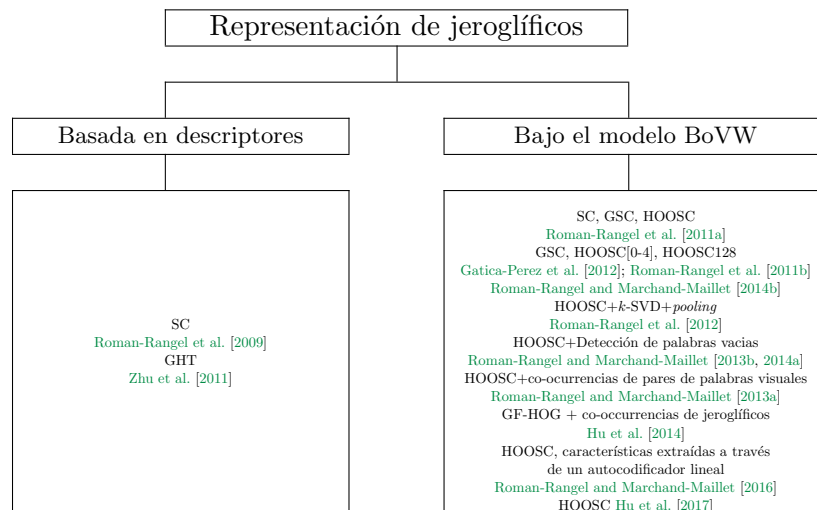 Representación de jeroglíficos
Basada en descriptores
Bajo el modelo BoVW
SC
Roman-Rangel et al. [2009]
GHT
Zhu et al. [2011]
SC, GSC, HOOSC
Roman-Rangel et al. [2011a]
GSC, HOOSC[0-4], HOOSC128
Gatica-Perez et al. [2012]; Roman-Rangel et al. [2011b]
Roman-Rangel and Marchand-Maillet [2014b]
HOOSC+k-SVD+pooling
Roman-Rangel et al. [2012]
HOOSC+Detección de palabras vacias
Roman-Rangel and Marchand-Maillet [2013b, 2014a]
HOOSC+co-ocurrencias de pares de palabras visuales
Roman-Rangel and Marchand-Maillet [2013a]
GF-HOG + co-occurrencias de jeroglíficos
Hu et al. [2014]
HOOSC, características extraídas a través
de un autocodificador lineal
Roman-Rangel and Marchand-Maillet [2016]
HOOSC Hu et al. [2017]